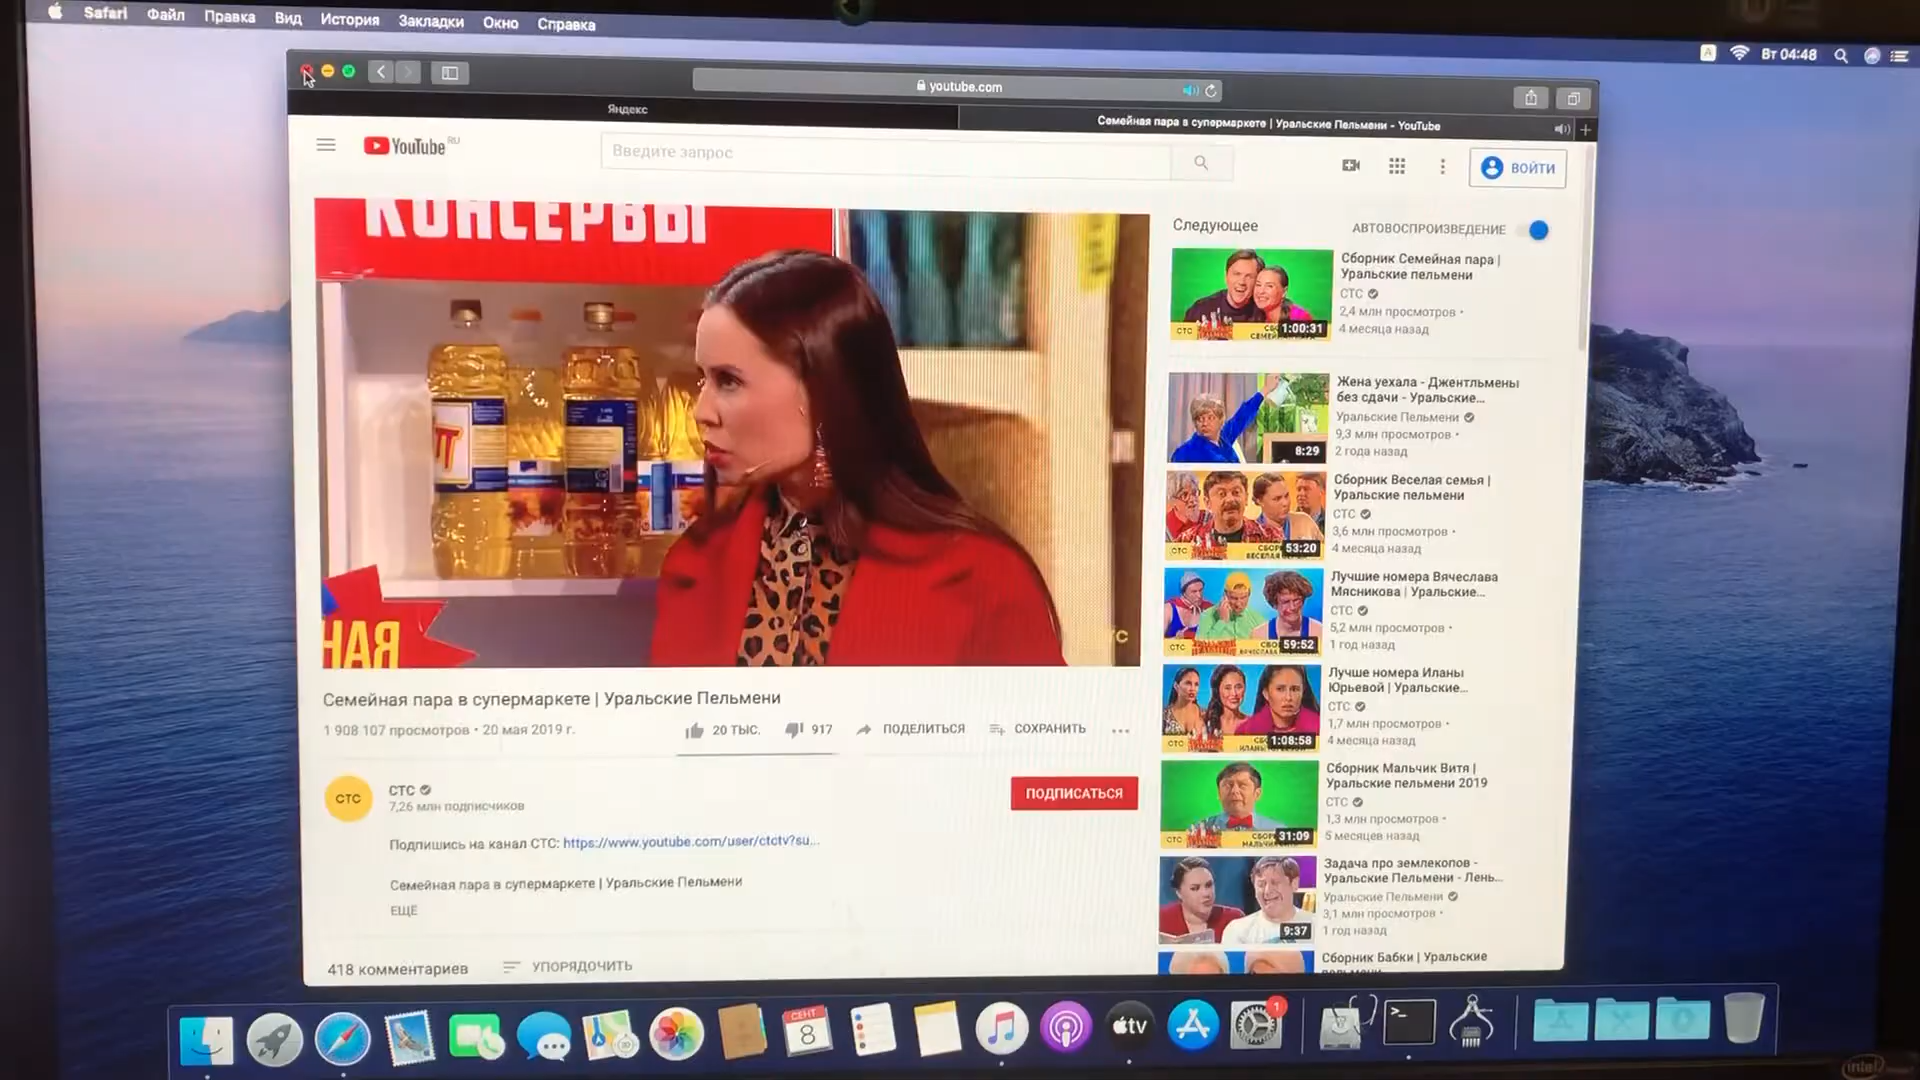 Safari Файл Правка Вид История Закладки Окно Справка
A Вт 04:48
youtube.com
Яндекс
Семейная пара в супермаркете | Уральские Пельмени - YouTube
YouTube RU
Введите запрос
ВОЙТИ
КОНСЕРВЫ
НАЯ
Следующее
АВТОВОСПРОИЗВЕДЕНИЕ
1:00:31
Сборник Семейная пара |
Уральские пельмени
СТС
2,4 млн просмотров •
4 месяца назад
8:29
Жена уехала - Джентльмены
без сдачи - Уральские...
Уральские Пельмени
9,3 млн просмотров •
2 года назад
53:20
Сборник Веселая семья |
Уральские пельмени
СТС
3,6 млн просмотров •
4 месяца назад
59:52
Лучшие номера Вячеслава
Мясникова | Уральские...
СТС
5,2 млн просмотров •
1 год назад
1:08:58
Лучше номера Иланы
Юрьевой | Уральские...
СТС
1,7 млн просмотров •
4 месяца назад
31:09
Сборник Мальчик Витя |
Уральские пельмени 2019
СТС
1,3 млн просмотров •
5 месяцев назад
9:37
Задача про землекопов -
Уральские Пельмени - Лень...
Уральские Пельмени
3,1 млн просмотров •
1 год назад
Сборник Бабки | Уральские
Семейная пара в супермаркете | Уральские Пельмени
1 908 107 просмотров • 20 мая 2019 г.
20 ТЫС. 917 ПОДЕЛИТЬСЯ СОХРАНИТЬ
СТС
СТС
7,26 млн подписчиков
ПОДПИСАТЬСЯ
Подпишись на канал СТС: https://www.youtube.com/user/ctctv?su...
Семейная пара в супермаркете | Уральские Пельмени
ЕЩЁ
418 комментариев
УПОРЯДОЧИТЬ
СЕНТ
8
tv
1
>_
intel